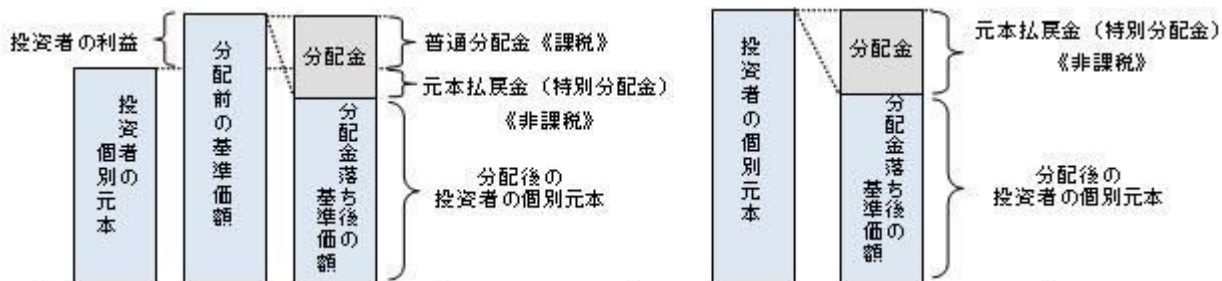 投資者の利益
投資者の
個別元本
分配前の基準価額
分配金
分配金落ち後の
基準価額
普通分配金《課税》
元本払戻金（特別分配金）
《非課税》
分配後の
投資者の個別元本
投資者の個別元本
分配金
分配金落ち後の
基準価額
元本払戻金（特別分配金）
《非課税》
分配後の
投資者の個別元本